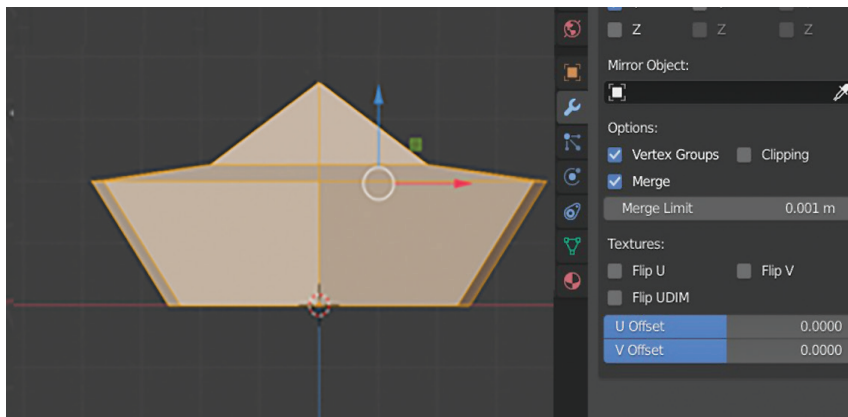 Z Z Z
Mirror Object:
Options:
Vertex Groups Clipping
Merge
Merge Limit 0.001 m
Textures:
Flip U Flip V
Flip UDIM
U Offset 0.0000
V Offset 0.0000